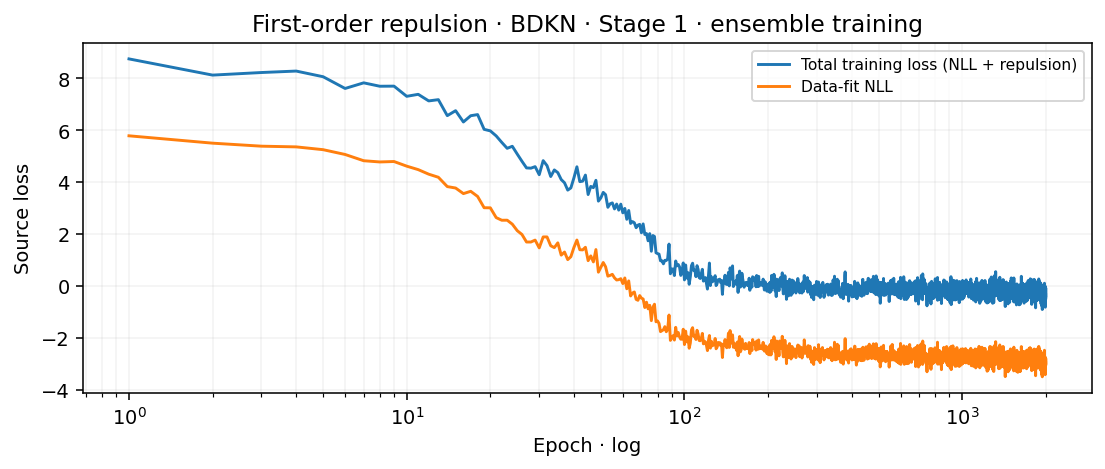 First-order repulsion · BDKN · Stage 1 · ensemble training
Total training loss (NLL + repulsion)
Data-fit NLL
Source loss
8
6
4
2
0
−2
−4
10⁰
10¹
10²
10³
Epoch · log